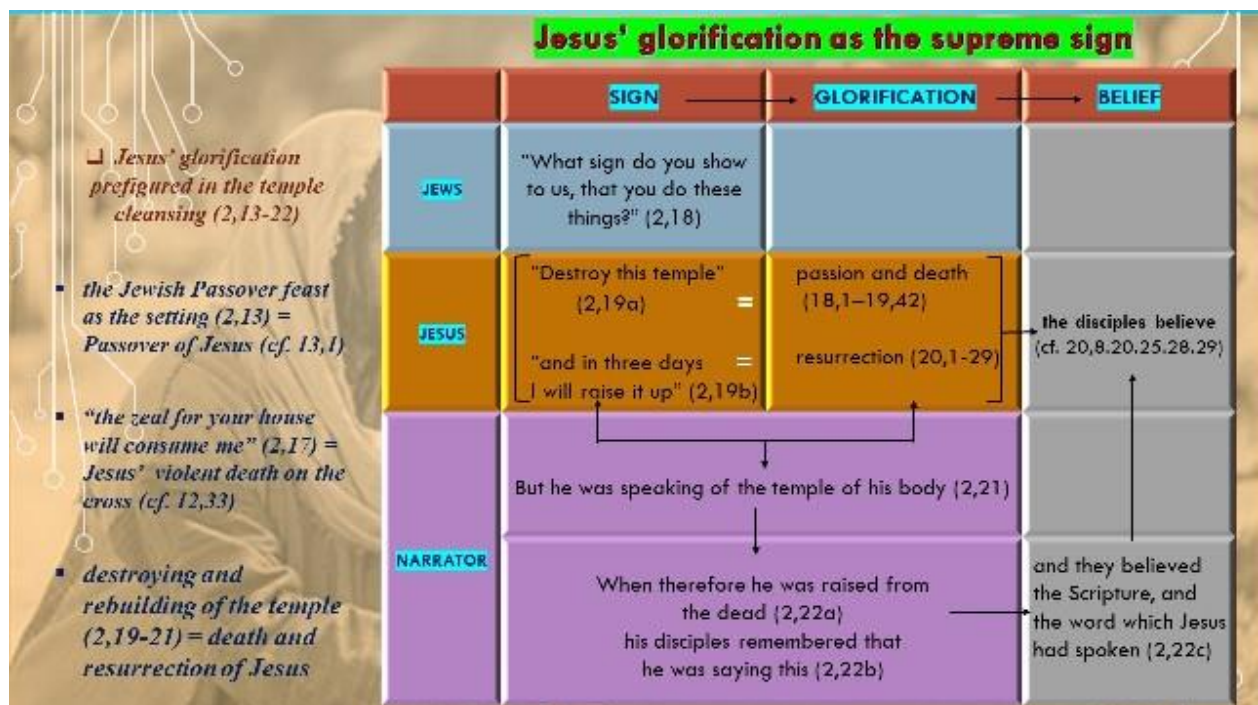 Jesus' glorification as the supreme sign
❑ Jesus' glorification
prefigured in the temple
cleansing (2,13-22)
▪ the Jewish Passover feast
as the setting (2,13) =
Passover of Jesus (cf. 13,1)
▪ “the zeal for your house
will consume me” (2,17) =
Jesus’ violent death on the
cross (cf. 12,33)
▪ destroying and
rebuilding of the temple
(2,19-21) = death and
resurrection of Jesus
SIGN
GLORIFICATION
BELIEF
JEWS
"What sign do you show
to us, that you do these
things?" (2,18)
JESUS
"Destroy this temple"
(2,19a)
=
passion and death
(18,1–19,42)
"and in three days
I will raise it up" (2,19b)
=
resurrection (20,1-29)
the disciples believe
(cf. 20,8.20.25.28.29)
NARRATOR
But he was speaking of the temple of his body (2,21)
When therefore he was raised from
the dead (2,22a)
his disciples remembered that
he was saying this (2,22b)
and they believed
the Scripture, and
the word which Jesus
had spoken (2,22c)